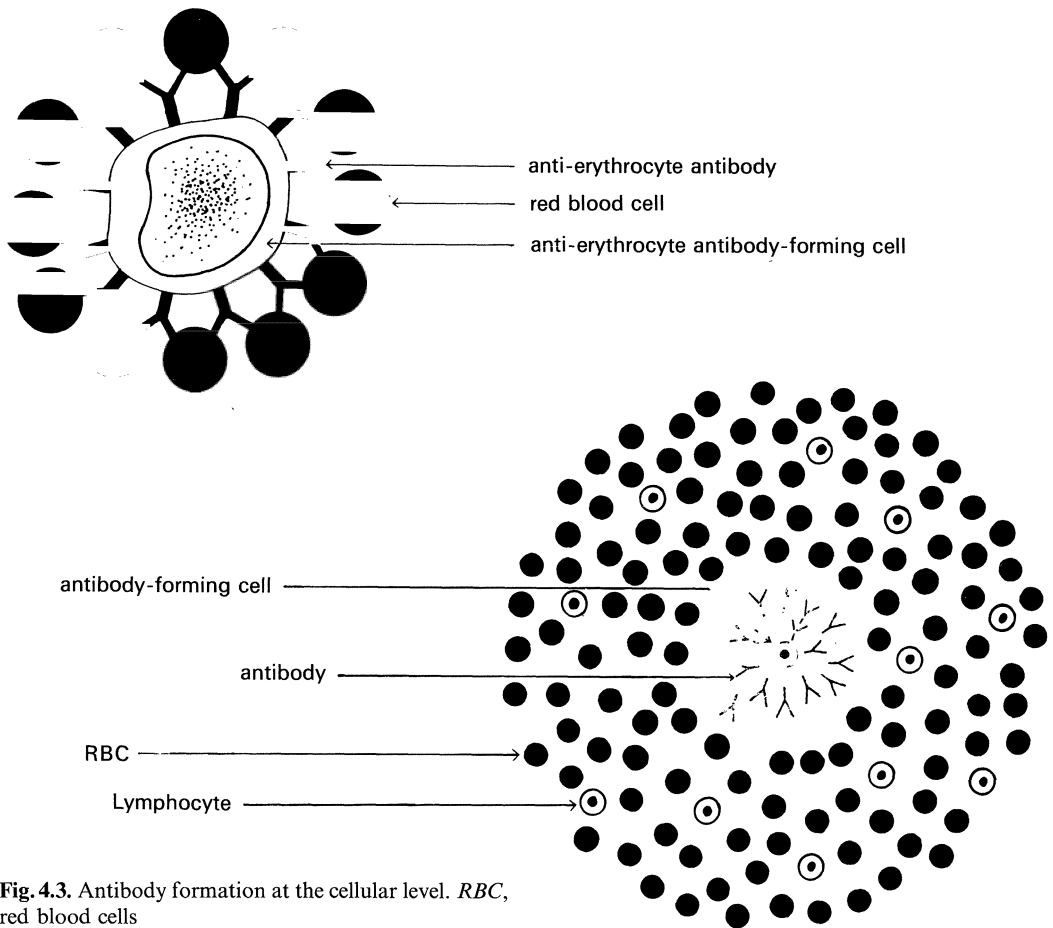 anti-erythrocyte antibody
red blood cell
anti-erythrocyte antibody-forming cell
antibody-forming cell
antibody
RBC
Lymphocyte
Fig. 4.3. Antibody formation at the cellular level. RBC,
red blood cells